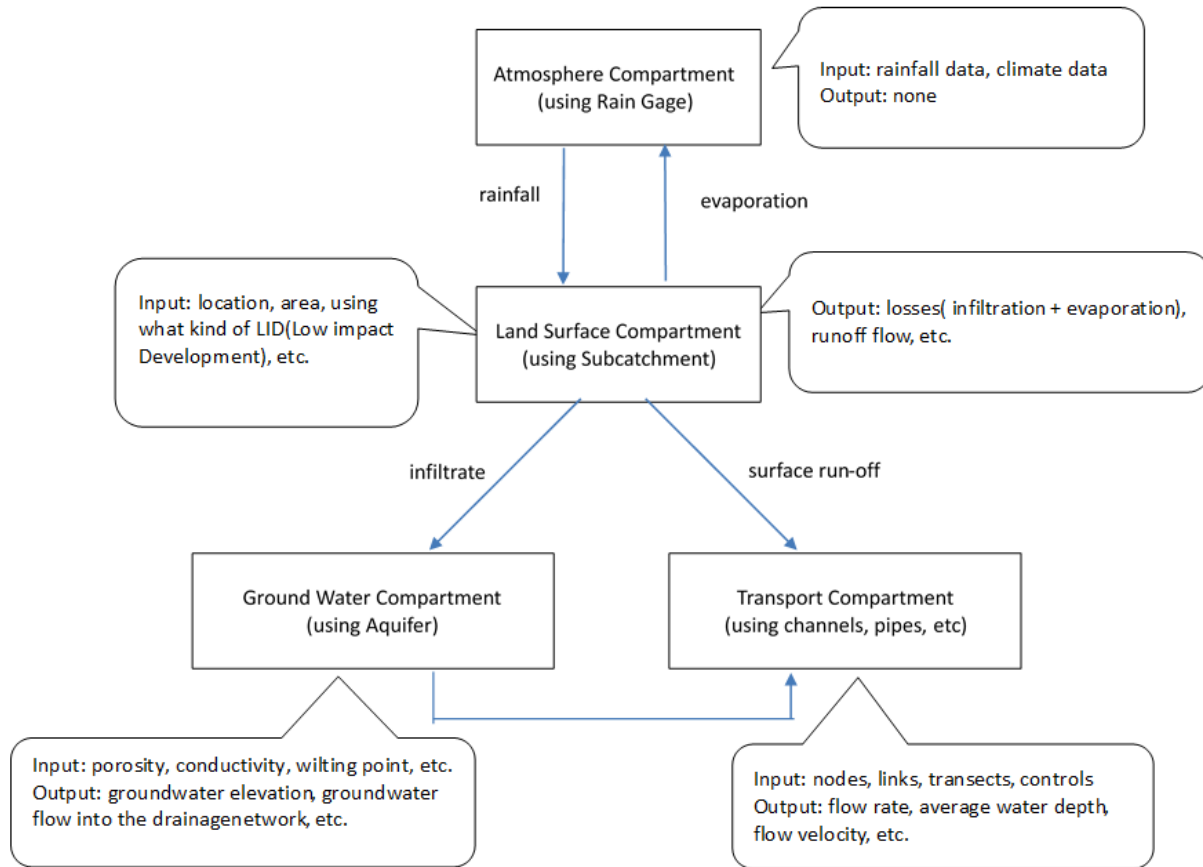 Atmosphere Compartment
(using Rain Gage)
Input: rainfall data, climate data
Output: none
rainfall
evaporation
Input: location, area, using
what kind of LID(Low impact
Development), etc.
Land Surface Compartment
(using Subcatchment)
Output: losses( infiltration + evaporation),
runoff flow, etc.
infiltrate
surface run-off
Ground Water Compartment
(using Aquifer)
Transport Compartment
(using channels, pipes, etc)
Input: porosity, conductivity, wilting point, etc.
Output: groundwater elevation, groundwater
flow into the drainagenetwork, etc.
Input: nodes, links, transects, controls
Output: flow rate, average water depth,
flow velocity, etc.